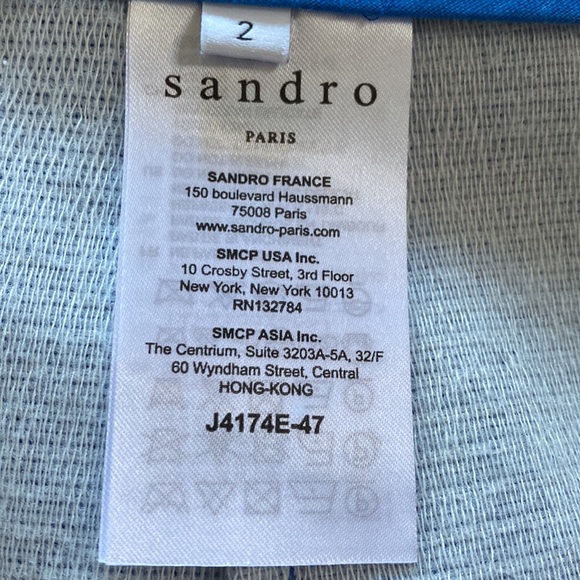 2
sandro
PARIS
SANDRO FRANCE
150 boulevard Haussmann
75008 Paris
www.sandro-paris.com
SMCP USA Inc.
10 Crosby Street, 3rd Floor
New York, New York 10013
RN132784
SMCP ASIA Inc.
The Centrium, Suite 3203A-5A, 32/F
60 Wyndham Street, Central
HONG-KONG
J4174E-47